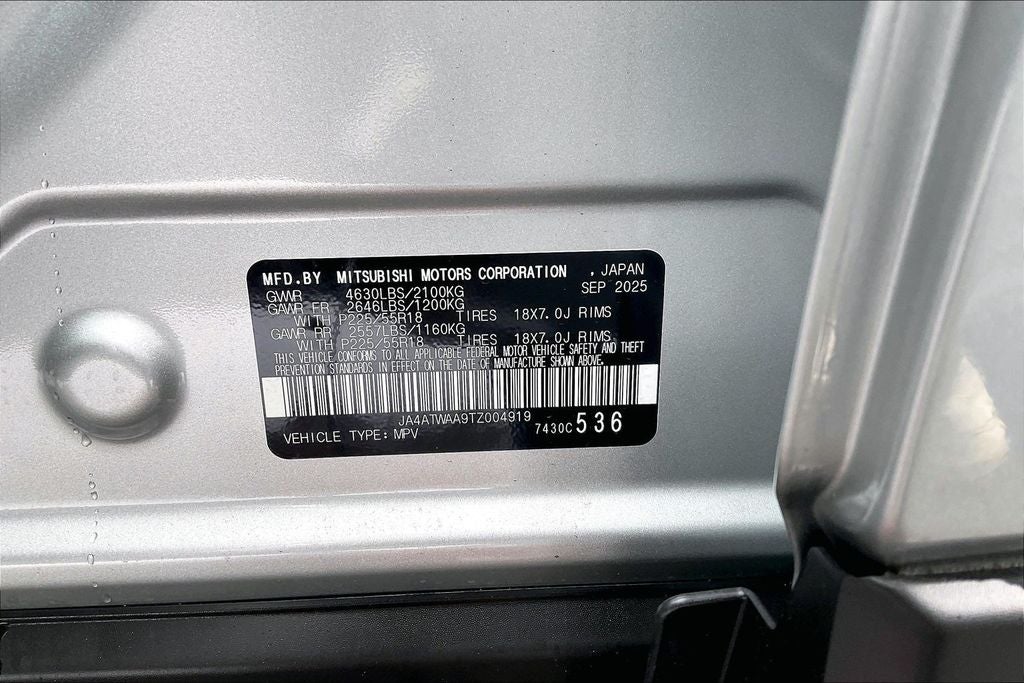 MFD.BY MITSUBISHI MOTORS CORPORATION , JAPAN
GVWR 4630LBS/2100KG SEP 2025
GAWR FR 2646LBS/1200KG
WITH P225/55R18 TIRES 18X7.0J RIMS
GAWR RR 2557LBS/1160KG
WITH P225/55R18 TIRES 18X7.0J RIMS
THIS VEHICLE CONFORMS TO ALL APPLICABLE FEDERAL MOTOR VEHICLE SAFETY AND THEFT
PREVENTION STANDARDS IN EFFECT ON THE DATE OF MANUFACTURE SHOWN ABOVE.
JA4ATWAA9TZ004919 7430C 536
VEHICLE TYPE: MPV